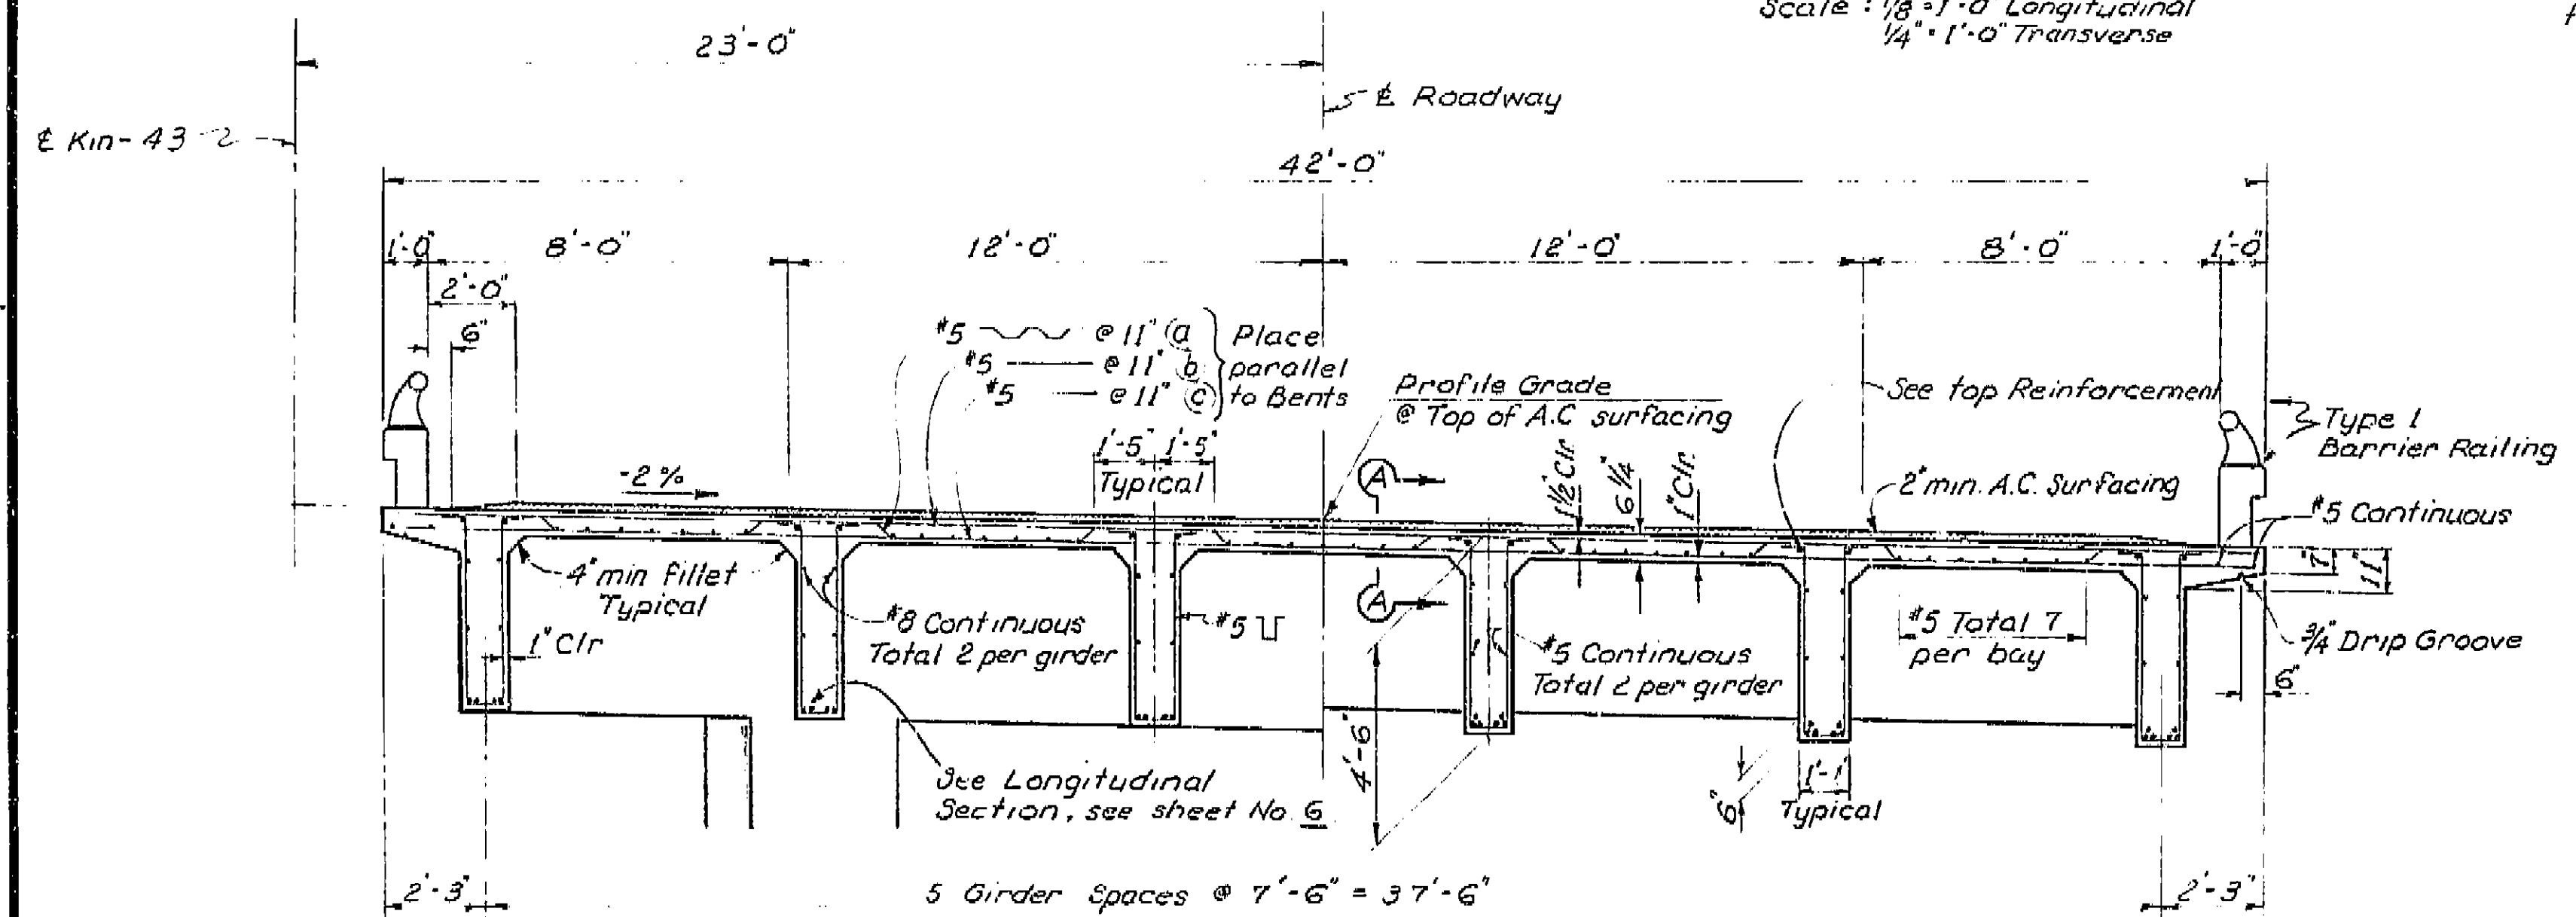 Scale : 1/8"=1'-0" Longitudinal
1/4" = 1'-0" Transverse
23'-0"
℄ Roadway
℄ Kin-43
42'-0"
1'-0"
8'-0"
12'-0"
12'-0"
8'-0"
1'-0"
2'-0"
6"
#5 @ 11" (a)
#5 @ 11" b
#5 @ 11" (c)
Place
parallel
to Bents
Profile Grade
@ Top of A.C surfacing
See top Reinforcement
Type 1
Barrier Railing
1'-5" 1'-5"
Typical
-2%
A
1 1/2" Clr.
6 1/4"
1" Clr.
2" min. A.C. Surfacing
#5 Continuous
7"
11"
4" min fillet
Typical
1" Clr
#8 Continuous
Total 2 per girder
#5
A
#5 Continuous
Total 2 per girder
#5 Total 7
per bay
3/4" Drip Groove
6"
4'-6"
See Longitudinal
Section, see sheet No 6
6"
1'-1"
Typical
2'-3"
5 Girder Spaces @ 7'-6" = 37'-6"
2'-3"